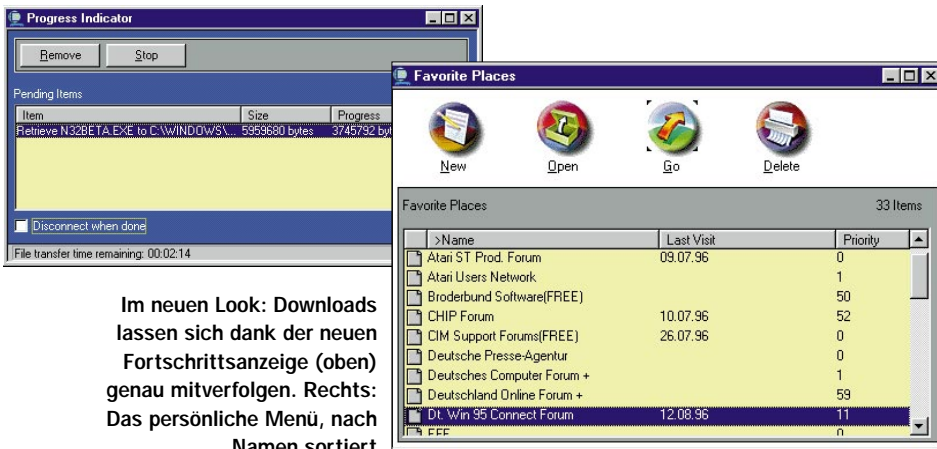 Progress Indicator
Remove Stop
Pending Items
Item Size Progress
Retrieve N32BETA.EXE to C:\WINDOWS\... 5959680 bytes 3745792
Disconnect when done
File transfer time remaining: 00:02:14
Favorite Places
New Open Go Delete
Favorite Places 33 Items
>Name Last Visit Priority
Atari ST Prod. Forum 09.07.96 0
Atari Users Network 1
Broderbund Software(FREE) 50
CHIP Forum 10.07.96 52
CIM Support Forums(FREE) 26.07.96 0
Deutsche Presse-Agentur 0
Deutsches Computer Forum + 1
Deutschland Online Forum + 59
Dt. Win 95 Connect Forum 12.08.96 11
EFF 0
Im neuen Look: Downloads
lassen sich dank der neuen
Fortschrittsanzeige (oben)
genau mitverfolgen. Rechts:
Das persönliche Menü, nach
Namen sortiert